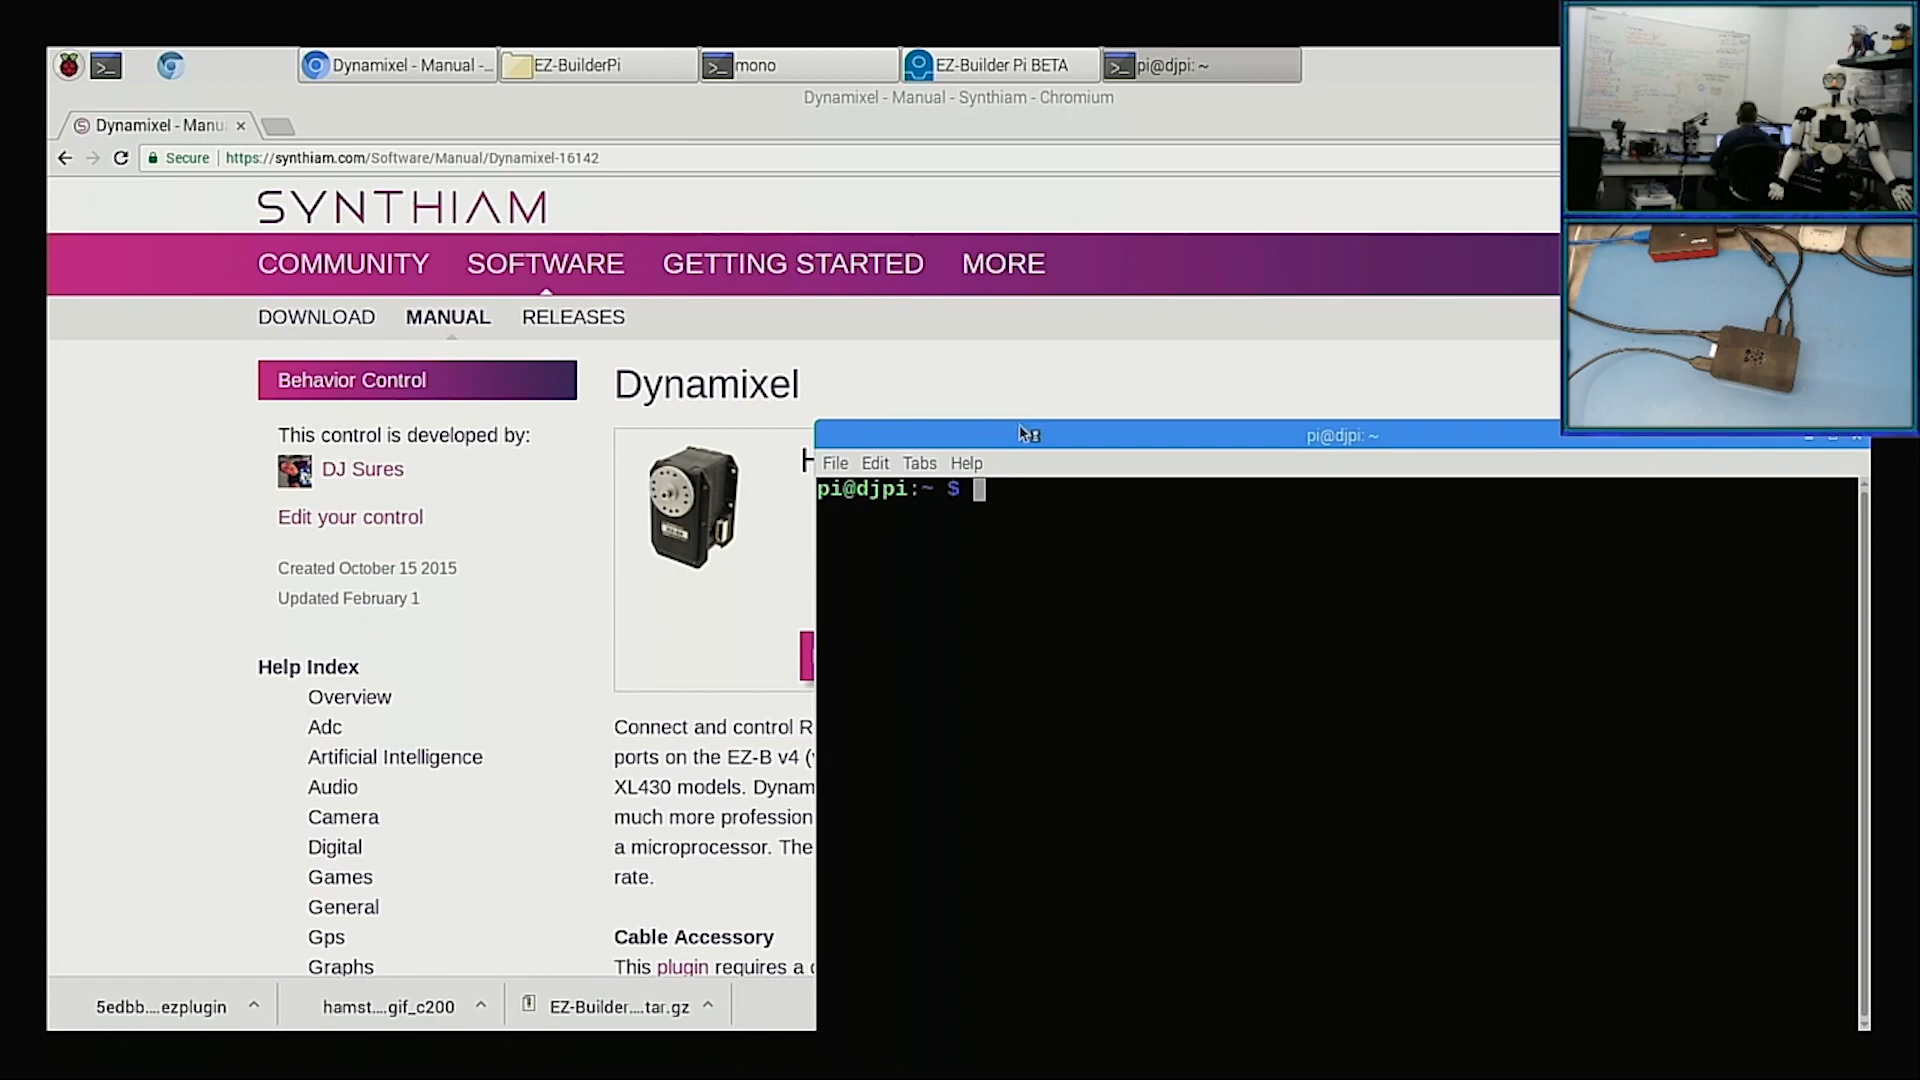 Dynamixel - Manual -...
EZ-BuilderPi
mono
EZ-Builder Pi BETA
pi@djpi: ~
Dynamixel - Manual - Synthiam - Chromium
Dynamixel - Manu
Secure
https://synthiam.com/Software/Manual/Dynamixel-16142
SYNTHIAM
COMMUNITY SOFTWARE GETTING STARTED MORE
DOWNLOAD MANUAL RELEASES
Behavior Control
Dynamixel
This control is developed by:
DJ Sures
Edit your control
Created October 15 2015
Updated February 1
Help Index
Overview
Adc
Artificial Intelligence
Audio
Camera
Digital
Games
General
Gps
Graphs
H
Connect and control R
ports on the EZ-B v4 (
XL430 models. Dynam
much more profession
a microprocessor. The
rate.
Cable Accessory
This plugin requires a
pi@djpi: ~
File Edit Tabs Help
pi@djpi:~ $
5edbb....ezplugin
hamst....gif_c200
EZ-Builder....tar.gz